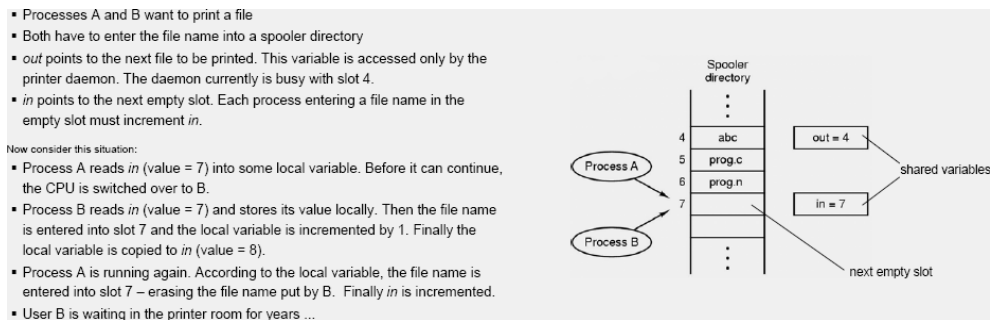 ▪ Processes A and B want to print a file
▪ Both have to enter the file name into a spooler directory
▪ out points to the next file to be printed. This variable is accessed only by the
printer daemon. The daemon currently is busy with slot 4.
▪ in points to the next empty slot. Each process entering a file name in the
empty slot must increment in.
Now consider this situation:
▪ Process A reads in (value = 7) into some local variable. Before it can continue,
the CPU is switched over to B.
▪ Process B reads in (value = 7) and stores its value locally. Then the file name
is entered into slot 7 and the local variable is incremented by 1. Finally the
local variable is copied to in (value = 8).
▪ Process A is running again. According to the local variable, the file name is
entered into slot 7 – erasing the file name put by B. Finally in is incremented.
▪ User B is waiting in the printer room for years ...
Spooler
directory
4 abc
5 prog.c
6 prog.n
7
Process A
Process B
out = 4
in = 7
shared variables
next empty slot